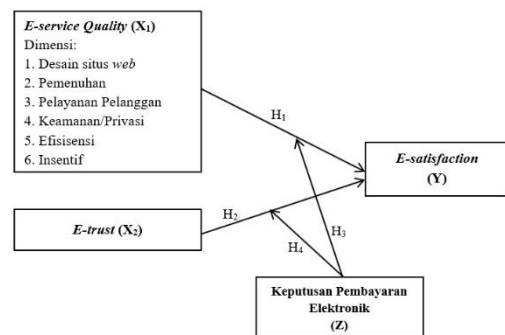 E-service Quality (X₁)
Dimensi:
1. Desain situs web
2. Pemenuhan
3. Pelayanan Pelanggan
4. Keamanan/Privasi
5. Efisisensi
6. Insentif
H₁
E-satisfaction
(Y)
E-trust (X₂)
H₂
H₃
H₄
Keputusan Pembayaran
Elektronik
(Z)